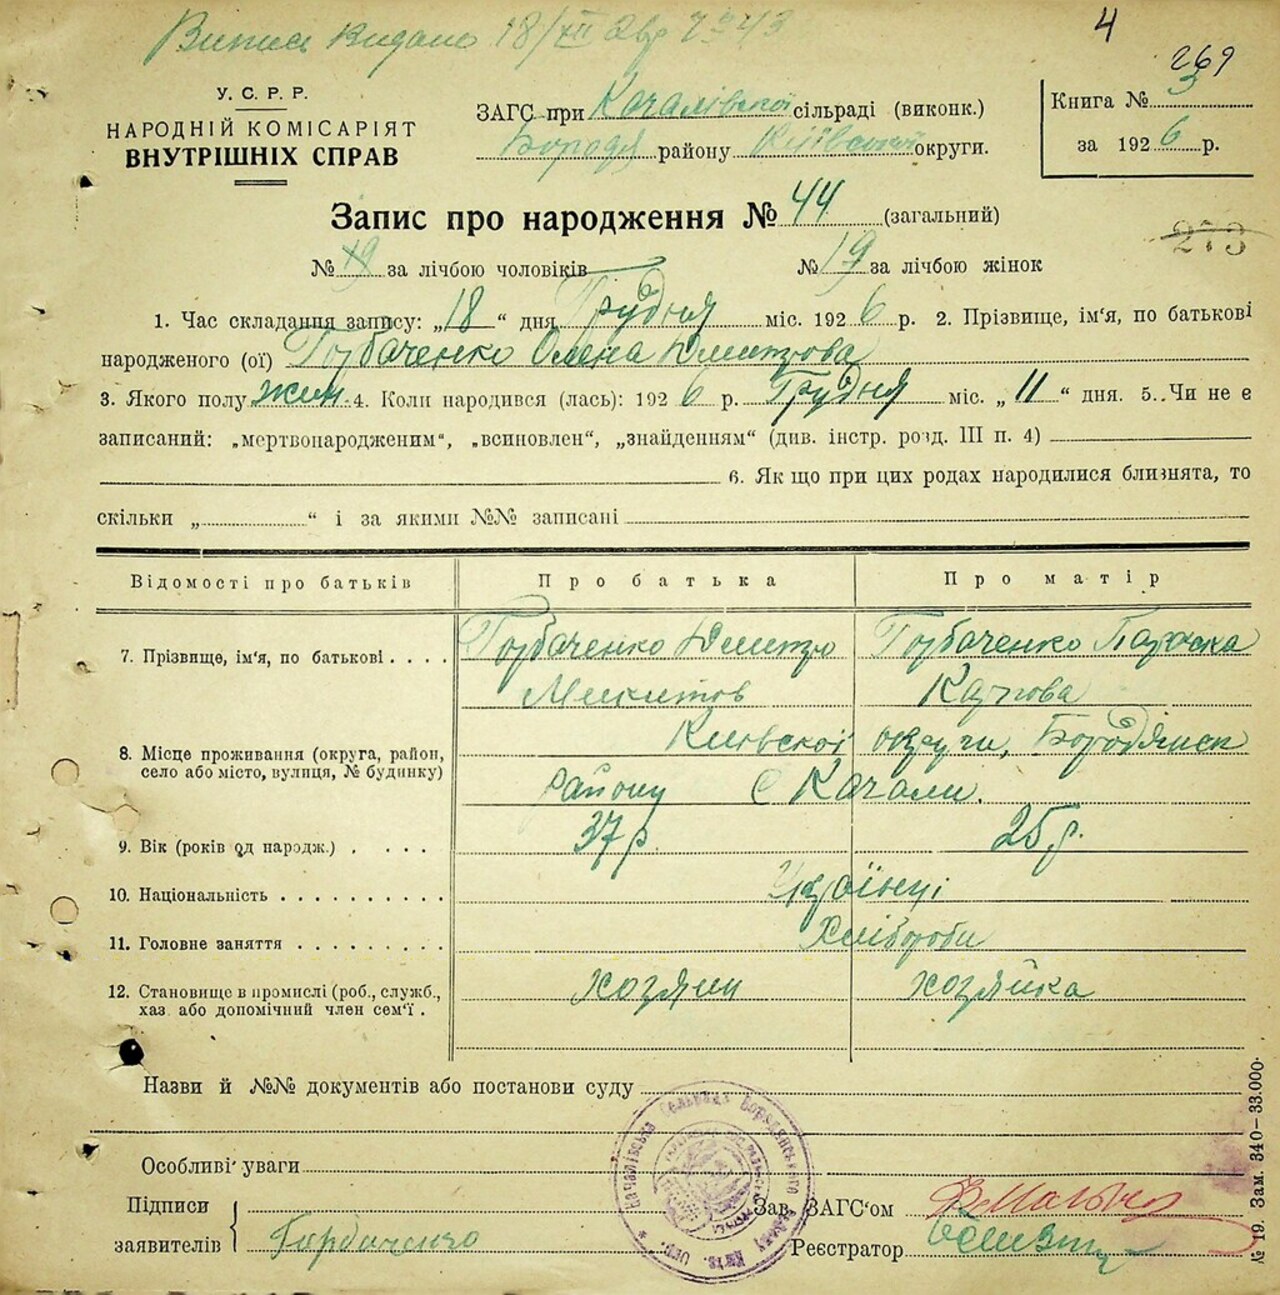 Випись видано 18/XII
4
269
У. С. Р. Р.
НАРОДНІЙ КОМІСАРІЯТ
ВНУТРІШНІХ СПРАВ
ЗАГС при Качалівской сільраді (виконк.)
Бородя району Київської округи.
Книга № 3
за 1926 р.
Запис про народження № 44 (загальний)
273
№ 19 за лічбою чоловіків № 19 за лічбою жінок
1. Час складання запису: „18“ дня Грудня міс. 1926 р. 2. Прізвище, ім‘я, по батькові
народженого (ої) Горбаченко Олена Дмитрова
3. Якого полу жин. 4. Коли народився (лась): 1926 р. Грудня міс. „11“ дня. 5. Чи не є
записаний: „мертвонародженим“, „всиновлен“, „знайденням“ (див. інстр. розд. III п. 4)
6. Як що при цих родах народилися близнята, то
скільки „ “ і за якими №№ записані
Відомості про батьків Про батька Про матір
7. Прізвище, ім‘я, по батькові . . . . Горбаченко Дмитро Горбаченко Параска
Микитов Карпова
8. Місце проживання (округа, район, Киевской округи, Бородянск
село або місто, вулиця, № будинку) району С Качали.
9. Вік (років од народж.) . . . . 37 р. 25 р.
10. Національність . . . . . . . . . . Українці
11. Головне заняття . . . . . . . . . Хлібороби
12. Становище в промислі (роб., служб., хозяин хозяйка
хаз. або допомічний член сем‘ї .
Назви й №№ документів або постанови суду
Особливі уваги
Підписи Зав. ЗАГС‘ом
заявителів Горбаченко Реєстратор
№ 19. Зам. 340—33.000.